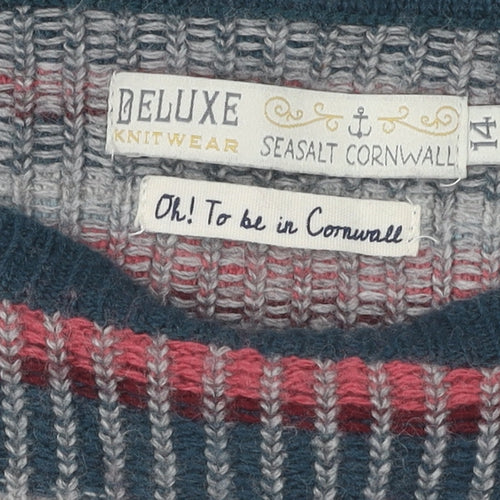 DELUXE
KNITWEAR
SEASALT CORNWALL
14
Oh! To be in Cornwall